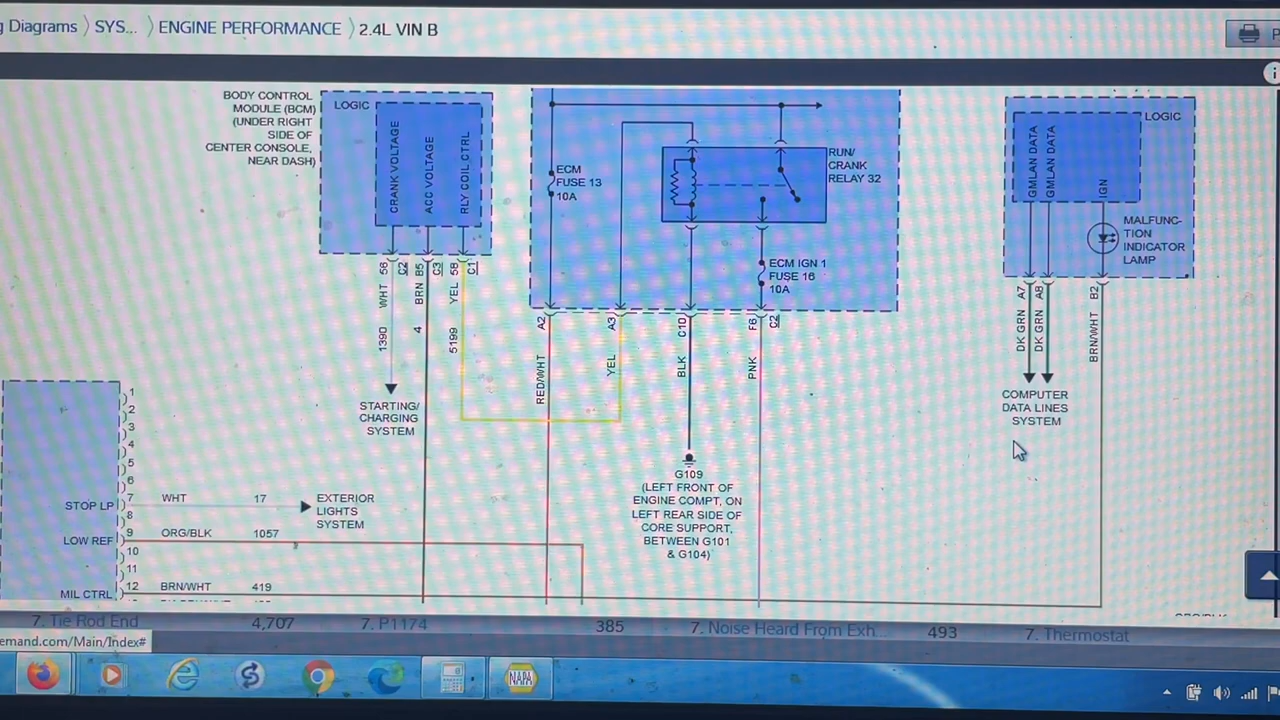 g Diagrams 〉SYS... 〉ENGINE PERFORMANCE 〉2.4L VIN B
P
i
BODY CONTROL
MODULE (BCM)
(UNDER RIGHT
SIDE OF
CENTER CONSOLE,
NEAR DASH)
LOGIC
CRANK VOLTAGE
ACC VOLTAGE
RLY COIL CTRL
56
C2
B5
C3
58
C1
WHT
BRN
YEL
1390
4
5199
STARTING/
CHARGING
SYSTEM
ECM
FUSE 13
10A
RUN/
CRANK
RELAY 32
ECM IGN 1
FUSE 16
10A
A2
A3
C10
F6
C2
RED/WHT
YEL
BLK
PNK
G109
(LEFT FRONT OF
ENGINE COMPT, ON
LEFT REAR SIDE OF
CORE SUPPORT,
BETWEEN G101
& G104)
LOGIC
GMLAN DATA
GMLAN DATA
IGN
MALFUNC-
TION
INDICATOR
LAMP
A7
A8
B2
DK GRN
DK GRN
BRN/WHT
COMPUTER
DATA LINES
SYSTEM
1
2
3
4
5
6
STOP LP 7 WHT 17
EXTERIOR
LIGHTS
SYSTEM
8
LOW REF 9 ORG/BLK 1057
10
11
MIL CTRL 12 BRN/WHT 419
7. Tie Rod End 4,707 7. P1174 385 7. Noise Heard From Exh... 493 7. Thermostat
emand.com/Main/Index#
NAPA